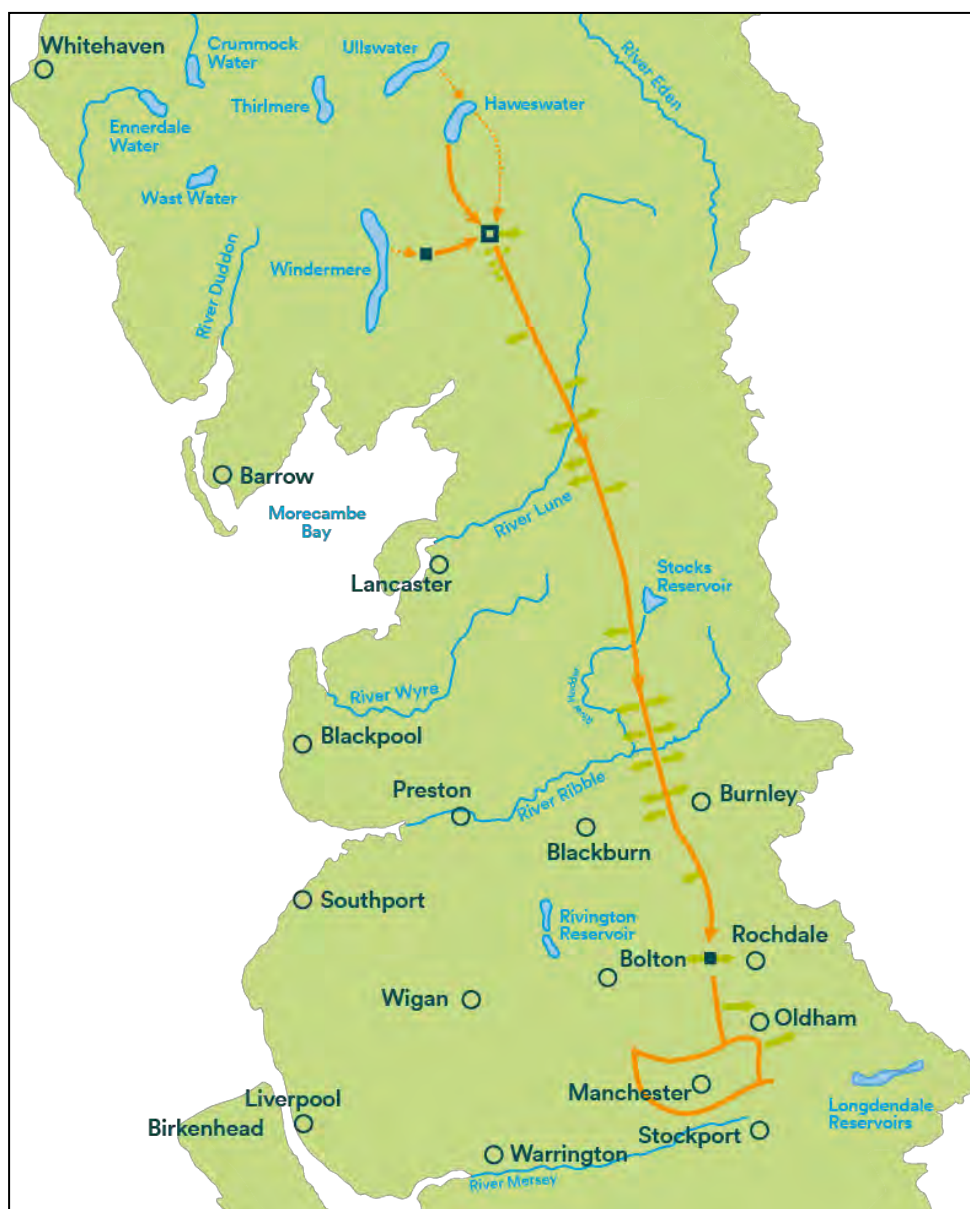 Whitehaven
Crummock
Water
Ullswater
River Eden
Thirlmere
Haweswater
Ennerdale
Water
Wast Water
River Duddon
Windermere
Barrow
Morecambe
Bay
River Lune
Lancaster
Stocks
Reservoir
River Hodder
River Wyre
Blackpool
Preston
River Ribble
Burnley
Blackburn
Southport
Rivington
Reservoir
Rochdale
Bolton
Wigan
Oldham
Manchester
Liverpool
Birkenhead
Longdendale
Reservoirs
Stockport
Warrington
River Mersey